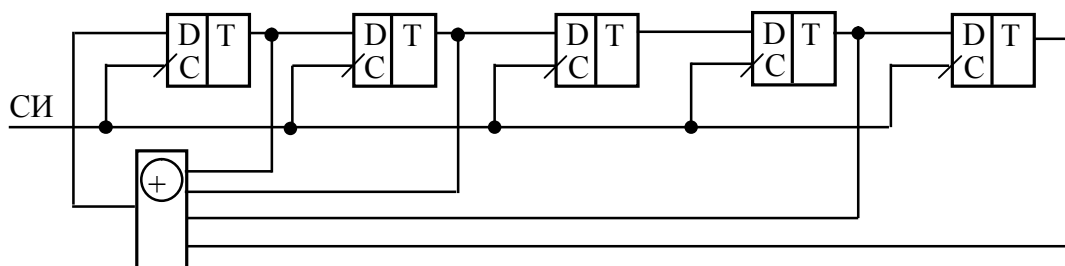 D T D T D T D T D T
C C C C C
СИ
+